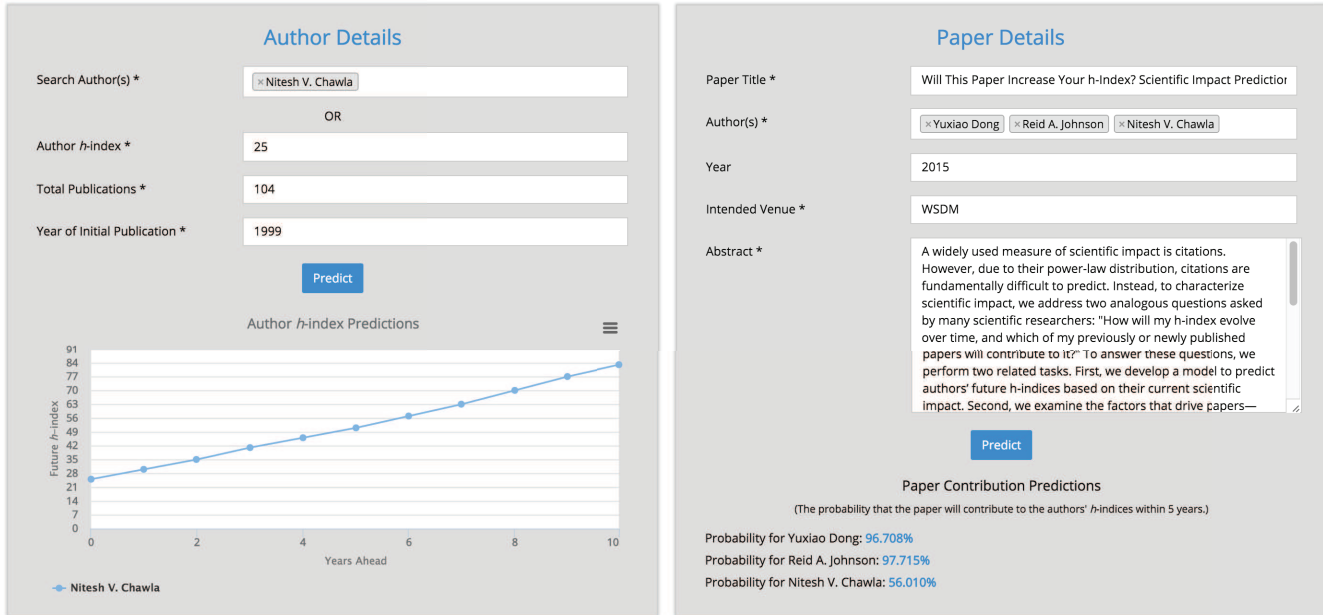 Author Details
Search Author(s) *
×Nitesh V. Chawla
OR
Author h-index *
25
Total Publications *
104
Year of Initial Publication *
1999
Predict
Author h-index Predictions
Future h-index
91
84
77
70
63
56
49
42
35
28
21
14
7
0
0 2 4 6 8 10
Years Ahead
Nitesh V. Chawla
Paper Details
Paper Title *
Will This Paper Increase Your h-Index? Scientific Impact Prediction
Author(s) *
×Yuxiao Dong ×Reid A. Johnson ×Nitesh V. Chawla
Year
2015
Intended Venue *
WSDM
Abstract *
A widely used measure of scientific impact is citations.
However, due to their power-law distribution, citations are
fundamentally difficult to predict. Instead, to characterize
scientific impact, we address two analogous questions asked
by many scientific researchers: "How will my h-index evolve
over time, and which of my previously or newly published
papers will contribute to it?" To answer these questions, we
perform two related tasks. First, we develop a model to predict
authors' future h-indices based on their current scientific
impact. Second, we examine the factors that drive papers—
Predict
Paper Contribution Predictions
(The probability that the paper will contribute to the authors' h-indices within 5 years.)
Probability for Yuxiao Dong: 96.708%
Probability for Reid A. Johnson: 97.715%
Probability for Nitesh V. Chawla: 56.010%